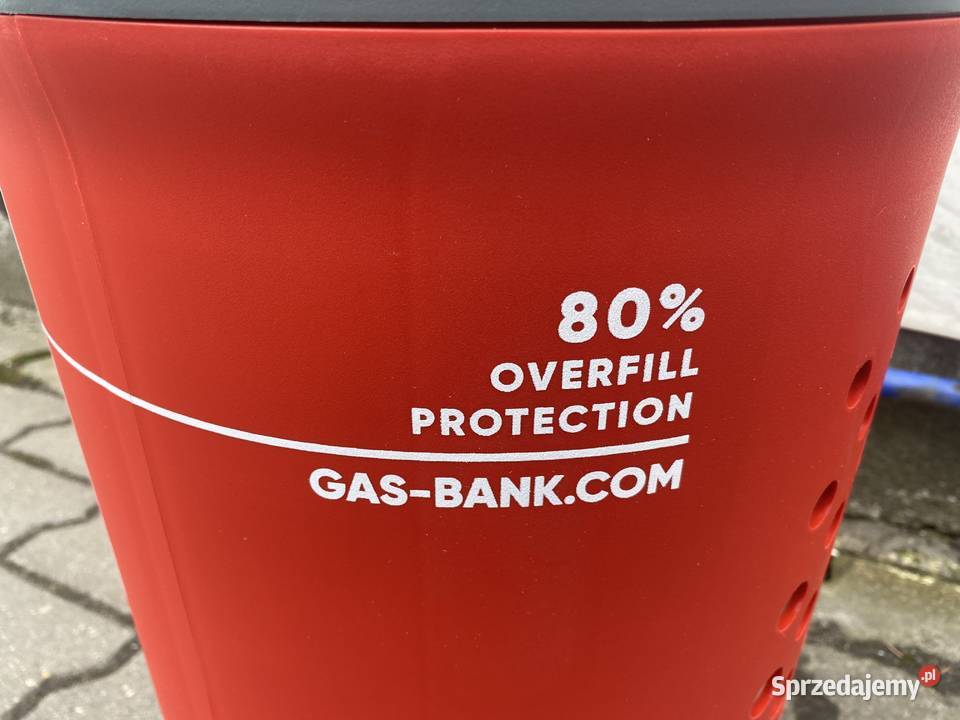 80%
OVERFILL
PROTECTION
GAS-BANK.COM
Sprzedajemy.pl